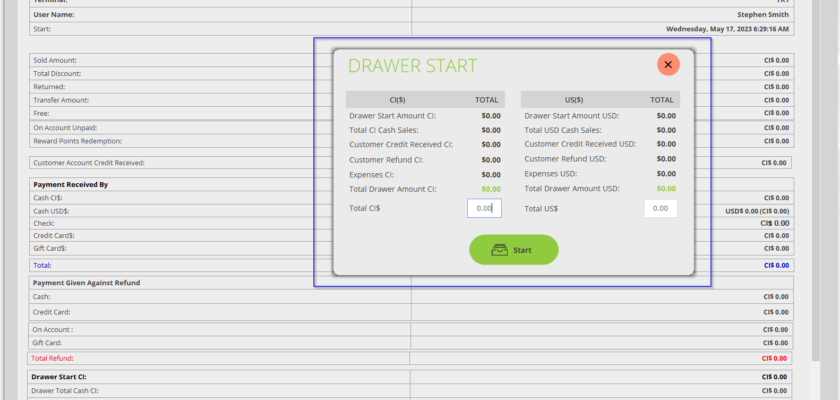 Terminal: TRT
User Name: Stephen Smith
Start: Wednesday, May 17, 2023 6:29:16 AM
Sold Amount: CI$ 0.00
Total Discount: CI$ 0.00
Returned: CI$ 0.00
Transfer Amount: CI$ 0.00
Free: CI$ 0.00
On Account Unpaid: CI$ 0.00
Reward Points Redemption: CI$ 0.00
Customer Account Credit Received: CI$ 0.00
Payment Received By
Cash CI$: CI$ 0.00
Cash USD$: USD$ 0.00 (CI$ 0.00)
Check: CI$ 0.00
Credit Card$: CI$ 0.00
Gift Card$: CI$ 0.00
Total: CI$ 0.00
Payment Given Against Refund
Cash: CI$ 0.00
Credit Card: CI$ 0.00
On Account : CI$ 0.00
Gift Card: CI$ 0.00
Total Refund: CI$ 0.00
Drawer Start CI: CI$ 0.00
Drawer Total Cash CI: CI$ 0.00
DRAWER START
CI($) TOTAL
Drawer Start Amount CI: $0.00
Total CI Cash Sales: $0.00
Customer Credit Received CI: $0.00
Customer Refund CI: $0.00
Expenses CI: $0.00
Total Drawer Amount CI: $0.00
Total CI$ 0.00
US($) TOTAL
Drawer Start Amount USD: $0.00
Total USD Cash Sales: $0.00
Customer Credit Received USD: $0.00
Customer Refund USD: $0.00
Expenses USD: $0.00
Total Drawer Amount USD: $0.00
Total US$ 0.00
Start